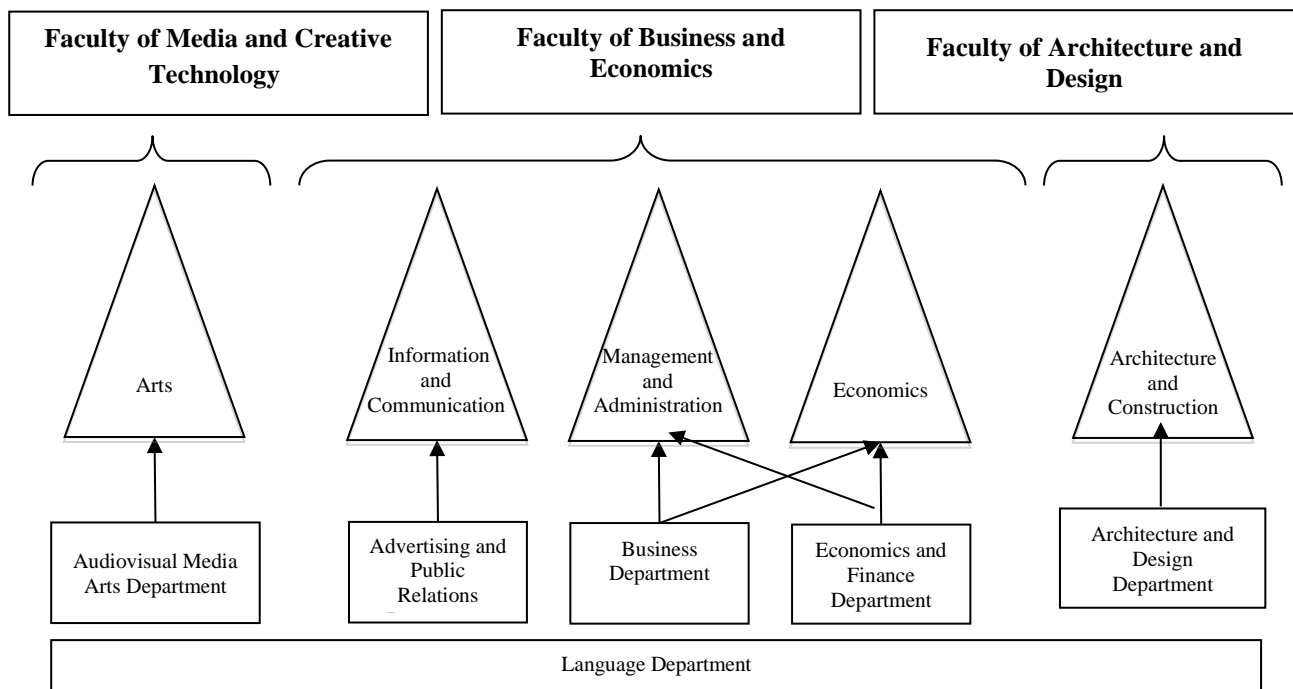 Faculty of Media and Creative
Technology
Faculty of Business and
Economics
Faculty of Architecture and
Design
Arts
Information
and
Communication
Management
and
Administration
Economics
Architecture
and
Construction
Audiovisual Media
Arts Department
Advertising and
Public
Relations
Business
Department
Economics and
Finance
Department
Architecture and
Design
Department
Language Department